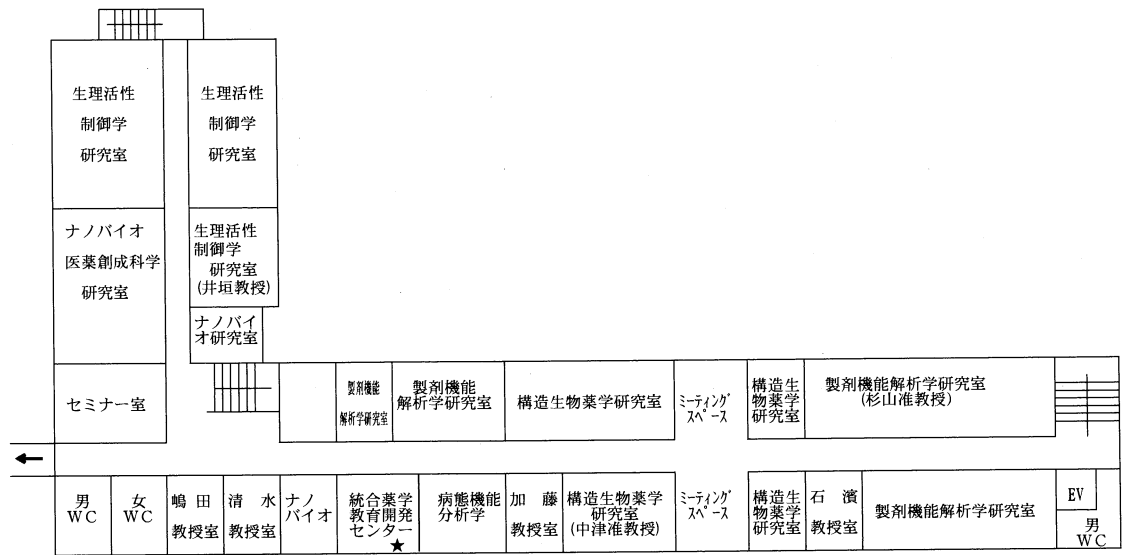 生理活性
制御学
研究室
生理活性
制御学
研究室
ナノバイオ
医薬創成科学
研究室
生理活性
制御学
研究室
(井垣教授)
ナノバイ
オ研究室
セミナー室
製剤機能
解析学研究室
製剤機能
解析学研究室
構造生物薬学研究室
ミーティング
スペース
構造生
物薬学
研究室
製剤機能解析学研究室
(杉山准教授)
男
WC
女
WC
嶋田
教授室
清水
教授室
ナノ
バイオ
統合薬学
教育開発
センター
★
病態機能
分析学
加藤
教授室
構造生物薬学
研究室
(中津准教授)
ミーティング
スペース
構造生
物薬学
研究室
石濱
教授室
製剤機能解析学研究室
EV
男
WC